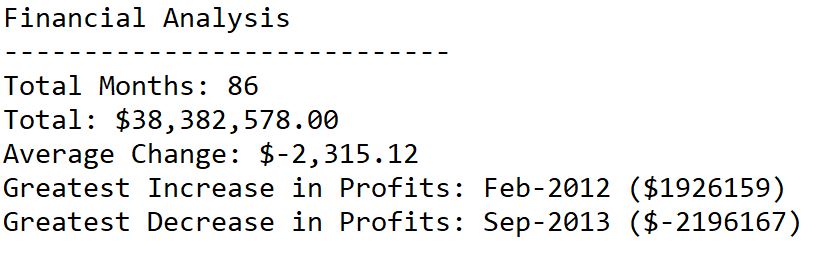 Financial Analysis
----------------------------
Total Months: 86
Total: $38,382,578.00
Average Change: $-2,315.12
Greatest Increase in Profits: Feb-2012 ($1926159)
Greatest Decrease in Profits: Sep-2013 ($-2196167)